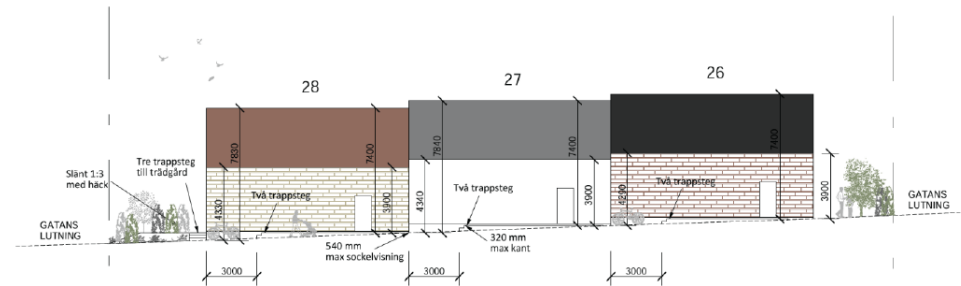 28
27
26
Tre trappsteg
till trädgård
Slänt 1:3
med häck
GATANS
LUTNING
4330
7830
Två trappsteg
7400
3900
540 mm
max sockelvisning
4340
7840
Två trappsteg
320 mm
max kant
7400
3900
4290
Två trappsteg
7400
3900
GATANS
LUTNING
3000
3000
3000